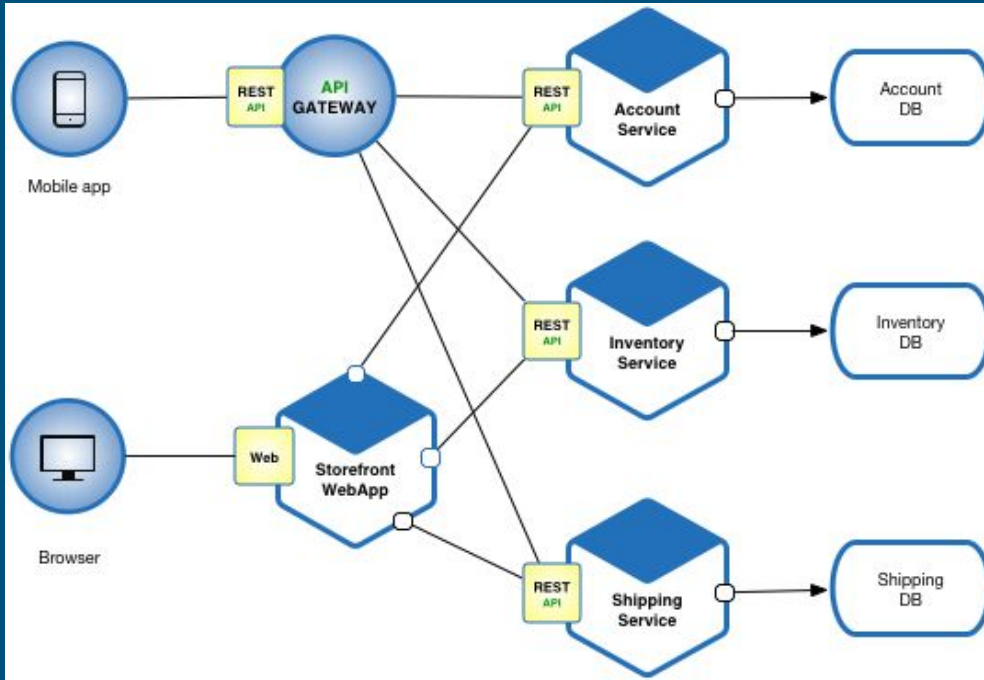 Mobile app
REST
API
API
GATEWAY
REST
API
Account
Service
Account
DB
REST
API
Inventory
Service
Inventory
DB
Browser
Web
Storefront
WebApp
REST
API
Shipping
Service
Shipping
DB